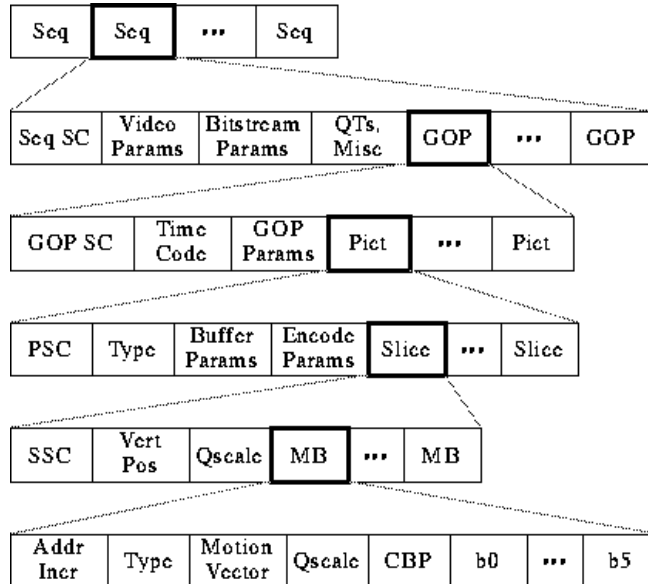 Seq Seq ... Seq
Seq SC Video Params Bitstream Params QTs, Misc GOP ... GOP
GOP SC Time Code GOP Params Pict ... Pict
PSC Type Buffer Params Encode Params Slice ... Slice
SSC Vert Pos Qscale MB ... MB
Addr Incr Type Motion Vector Qscale CBP b0 ... b5